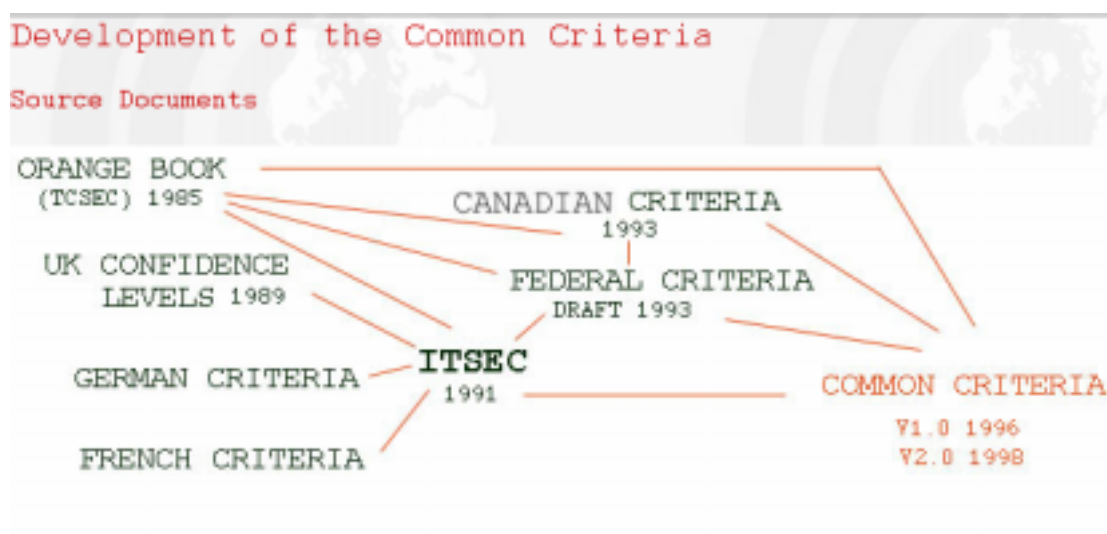 Development of the Common Criteria
Source Documents
ORANGE BOOK
(TCSEC) 1985
CANADIAN CRITERIA
1993
UK CONFIDENCE
LEVELS 1989
FEDERAL CRITERIA
DRAFT 1993
ITSEC
1991
GERMAN CRITERIA
COMMON CRITERIA
V1.0 1996
V2.0 1998
FRENCH CRITERIA